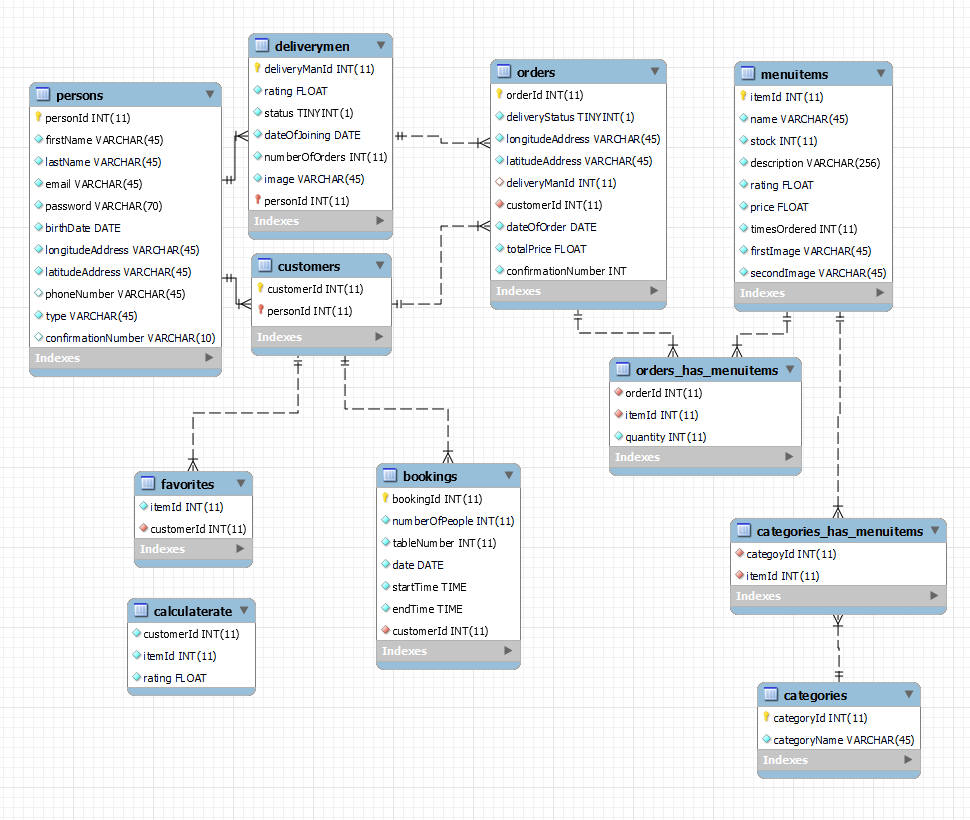 persons
personId INT(11)
firstName VARCHAR(45)
lastName VARCHAR(45)
email VARCHAR(45)
password VARCHAR(70)
birthDate DATE
longitudeAddress VARCHAR(45)
latitudeAddress VARCHAR(45)
phoneNumber VARCHAR(45)
type VARCHAR(45)
confirmationNumber VARCHAR(10)
Indexes
deliverymen
deliveryManId INT(11)
rating FLOAT
status TINYINT(1)
dateOfJoining DATE
numberOfOrders INT(11)
image VARCHAR(45)
personId INT(11)
Indexes
customers
customerId INT(11)
personId INT(11)
Indexes
orders
orderId INT(11)
deliveryStatus TINYINT(1)
longitudeAddress VARCHAR(45)
latitudeAddress VARCHAR(45)
deliveryManId INT(11)
customerId INT(11)
dateOfOrder DATE
totalPrice FLOAT
confirmationNumber INT
Indexes
menuitems
itemId INT(11)
name VARCHAR(45)
stock INT(11)
description VARCHAR(256)
rating FLOAT
price FLOAT
timesOrdered INT(11)
firstImage VARCHAR(45)
secondImage VARCHAR(45)
Indexes
orders_has_menuitems
orderId INT(11)
itemId INT(11)
quantity INT(11)
Indexes
favorites
itemId INT(11)
customerId INT(11)
Indexes
bookings
bookingId INT(11)
numberOfPeople INT(11)
tableNumber INT(11)
date DATE
startTime TIME
endTime TIME
customerId INT(11)
Indexes
categories_has_menuitems
categoyId INT(11)
itemId INT(11)
Indexes
calculaterate
customerId INT(11)
itemId INT(11)
rating FLOAT
categories
categoryId INT(11)
categoryName VARCHAR(45)
Indexes